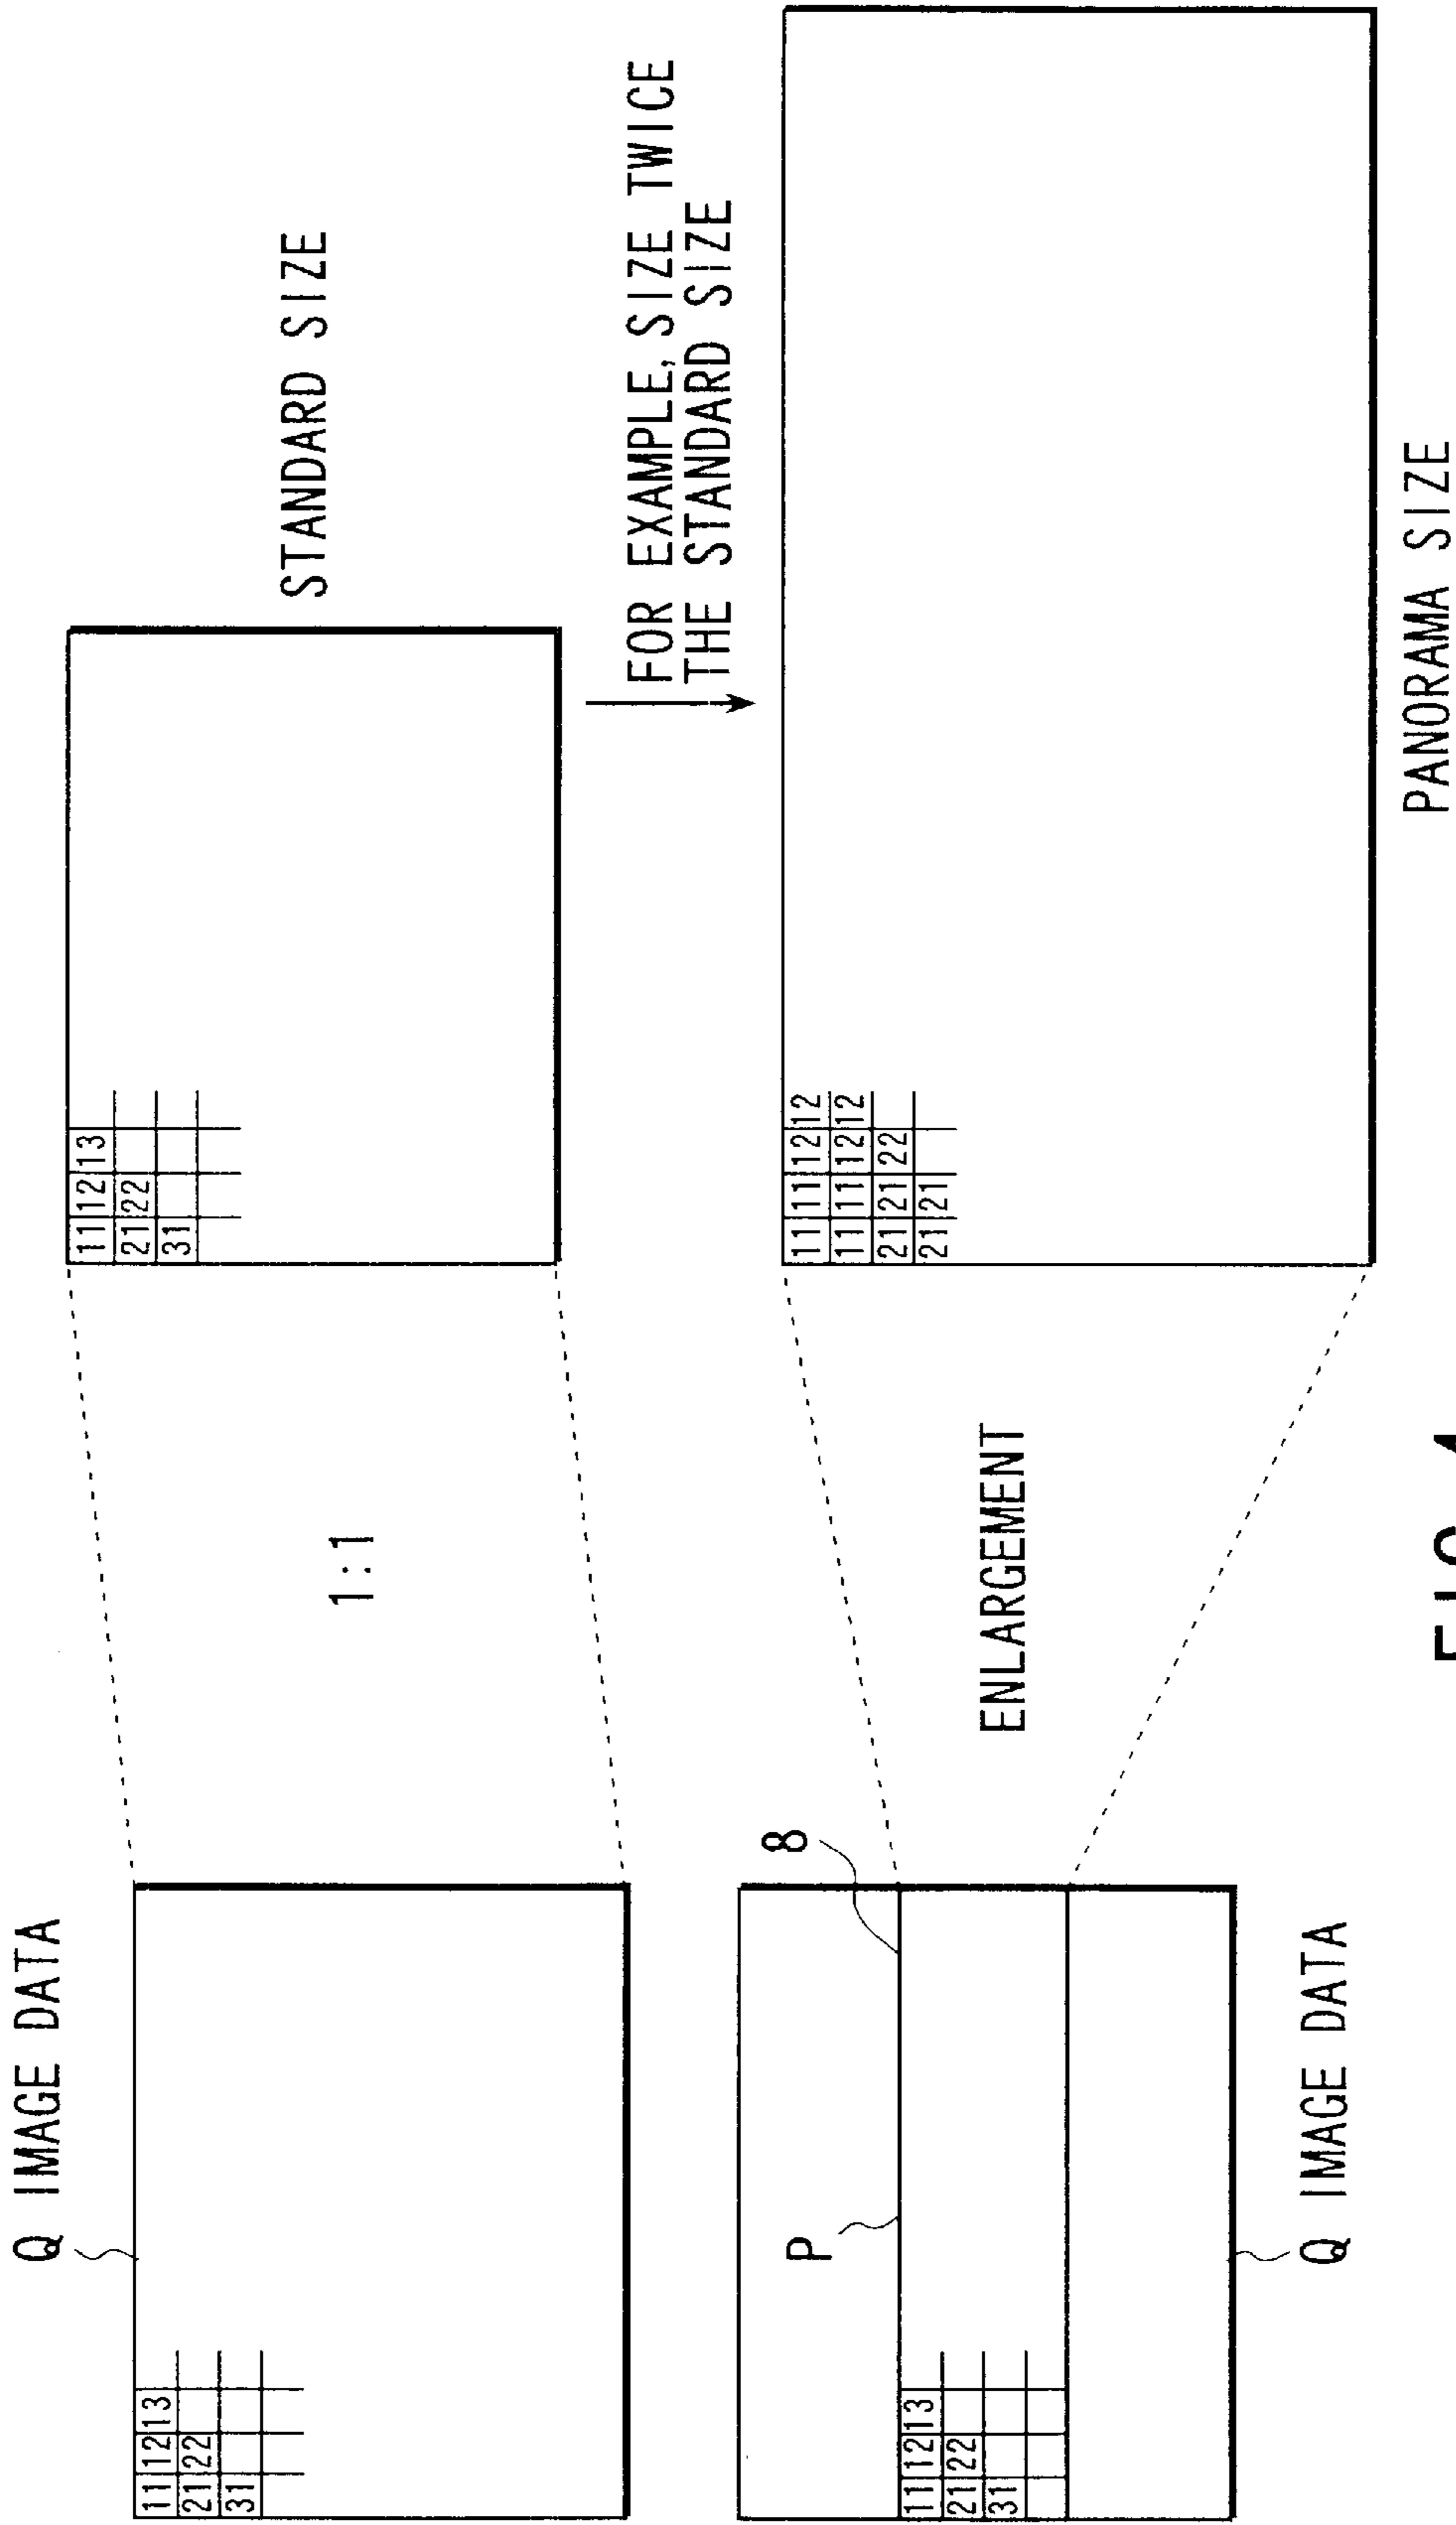 Q IMAGE DATA
11 12 13
21 22
31
1:1
11 12 13
21 22
31
STANDARD SIZE
FOR EXAMPLE, SIZE TWICE
THE STANDARD SIZE
P
8
11 12 13
21 22
31
Q IMAGE DATA
ENLARGEMENT
11 11 12 12
11 11 12 12
21 21 22
21 21
PANORAMA SIZE